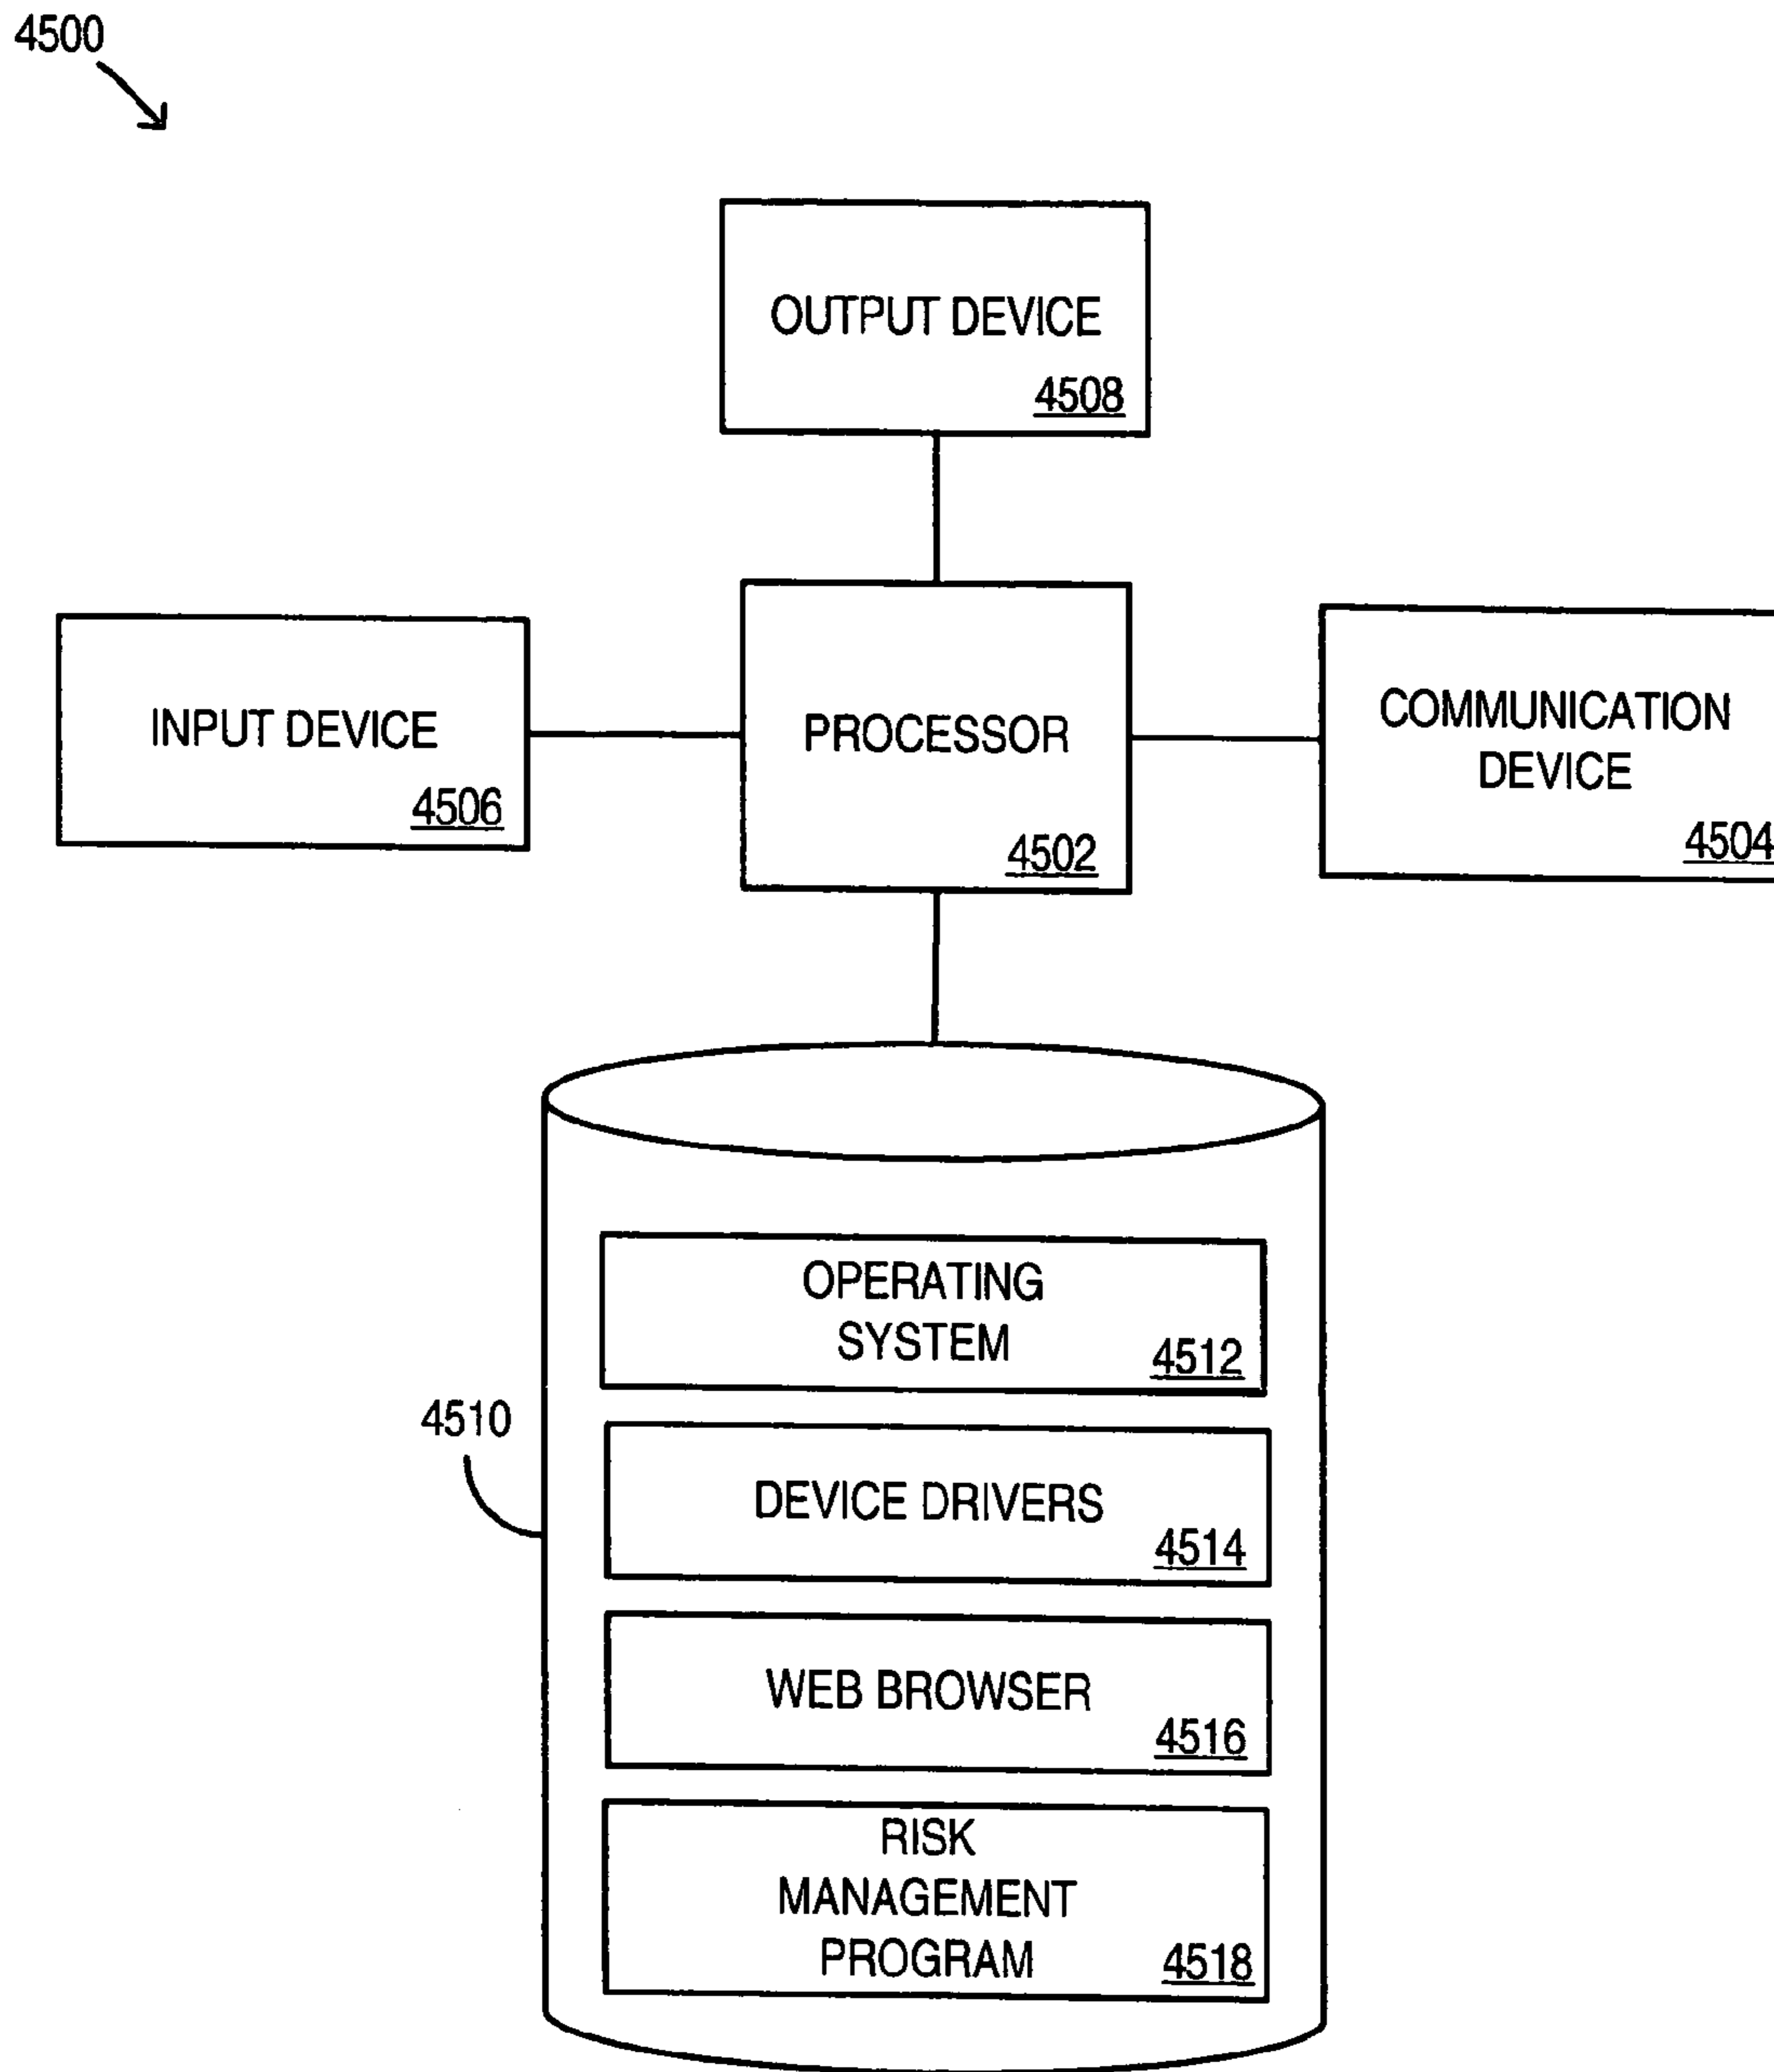 4500
OUTPUT DEVICE
4508
INPUT DEVICE
4506
PROCESSOR
4502
COMMUNICATION
DEVICE
4504
OPERATING
SYSTEM
4512
4510
DEVICE DRIVERS
4514
WEB BROWSER
4516
RISK
MANAGEMENT
PROGRAM
4518